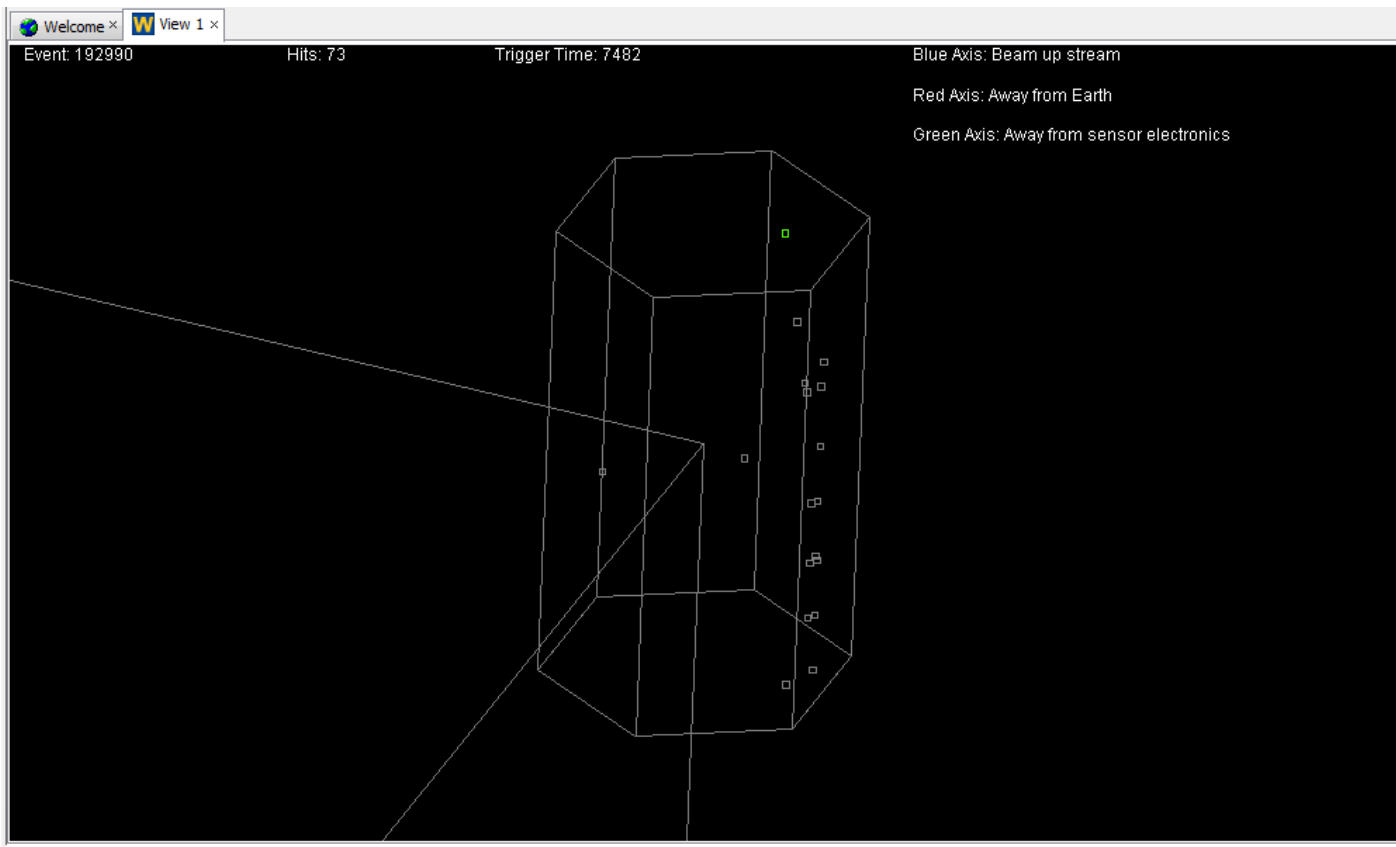 Welcome
W View 1
Event: 192990 Hits: 73 Trigger Time: 7482 Blue Axis: Beam up stream
Red Axis: Away from Earth
Green Axis: Away from sensor electronics